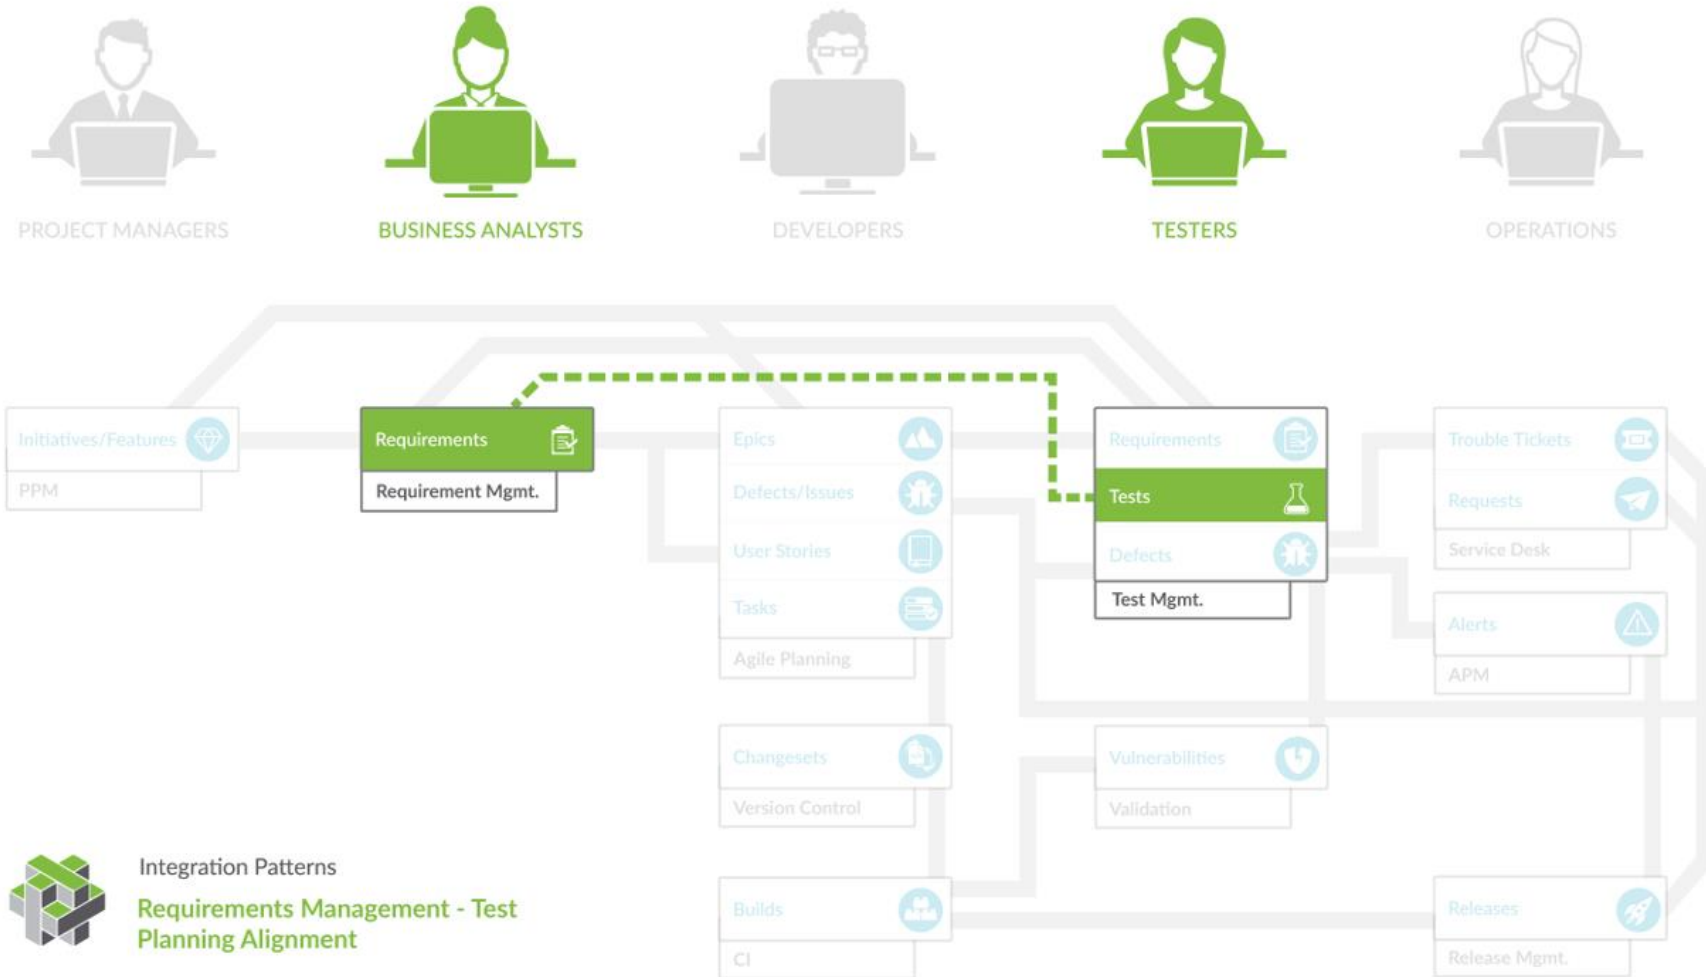 PROJECT MANAGERS
BUSINESS ANALYSTS
DEVELOPERS
TESTERS
OPERATIONS
Initiatives/Features
PPM
Requirements
Requirement Mgmt.
Epics
Defects/Issues
User Stories
Tasks
Agile Planning
Requirements
Tests
Defects
Test Mgmt.
Trouble Tickets
Requests
Service Desk
Alerts
APM
Changesets
Version Control
Vulnerabilities
Validation
Builds
CI
Releases
Release Mgmt.
Integration Patterns
Requirements Management - Test
Planning Alignment